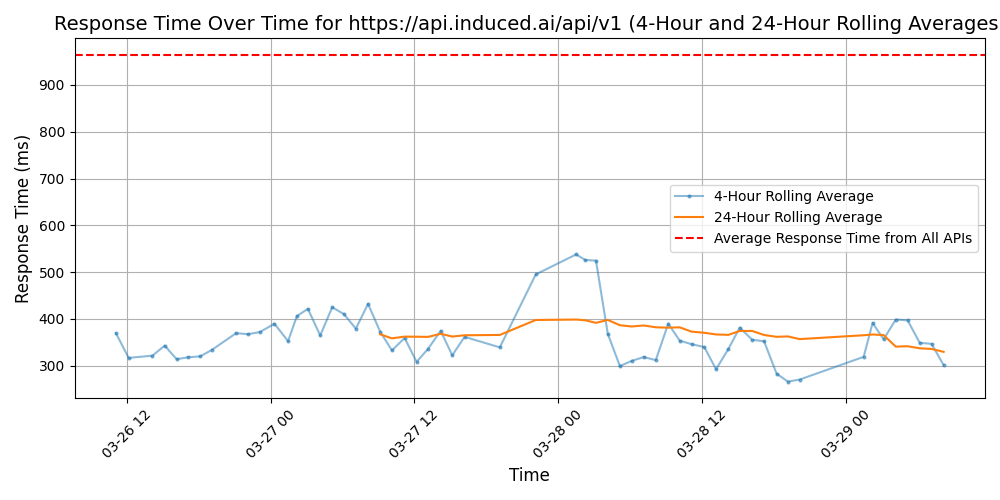 Response Time Over Time for https://api.induced.ai/api/v1 (4-Hour and 24-Hour Rolling Averages
Response Time (ms)
900
800
700
600
500
400
300
4-Hour Rolling Average
24-Hour Rolling Average
Average Response Time from All APIs
03-26 12
03-27 00
03-27 12
03-28 00
03-28 12
03-29 00
Time